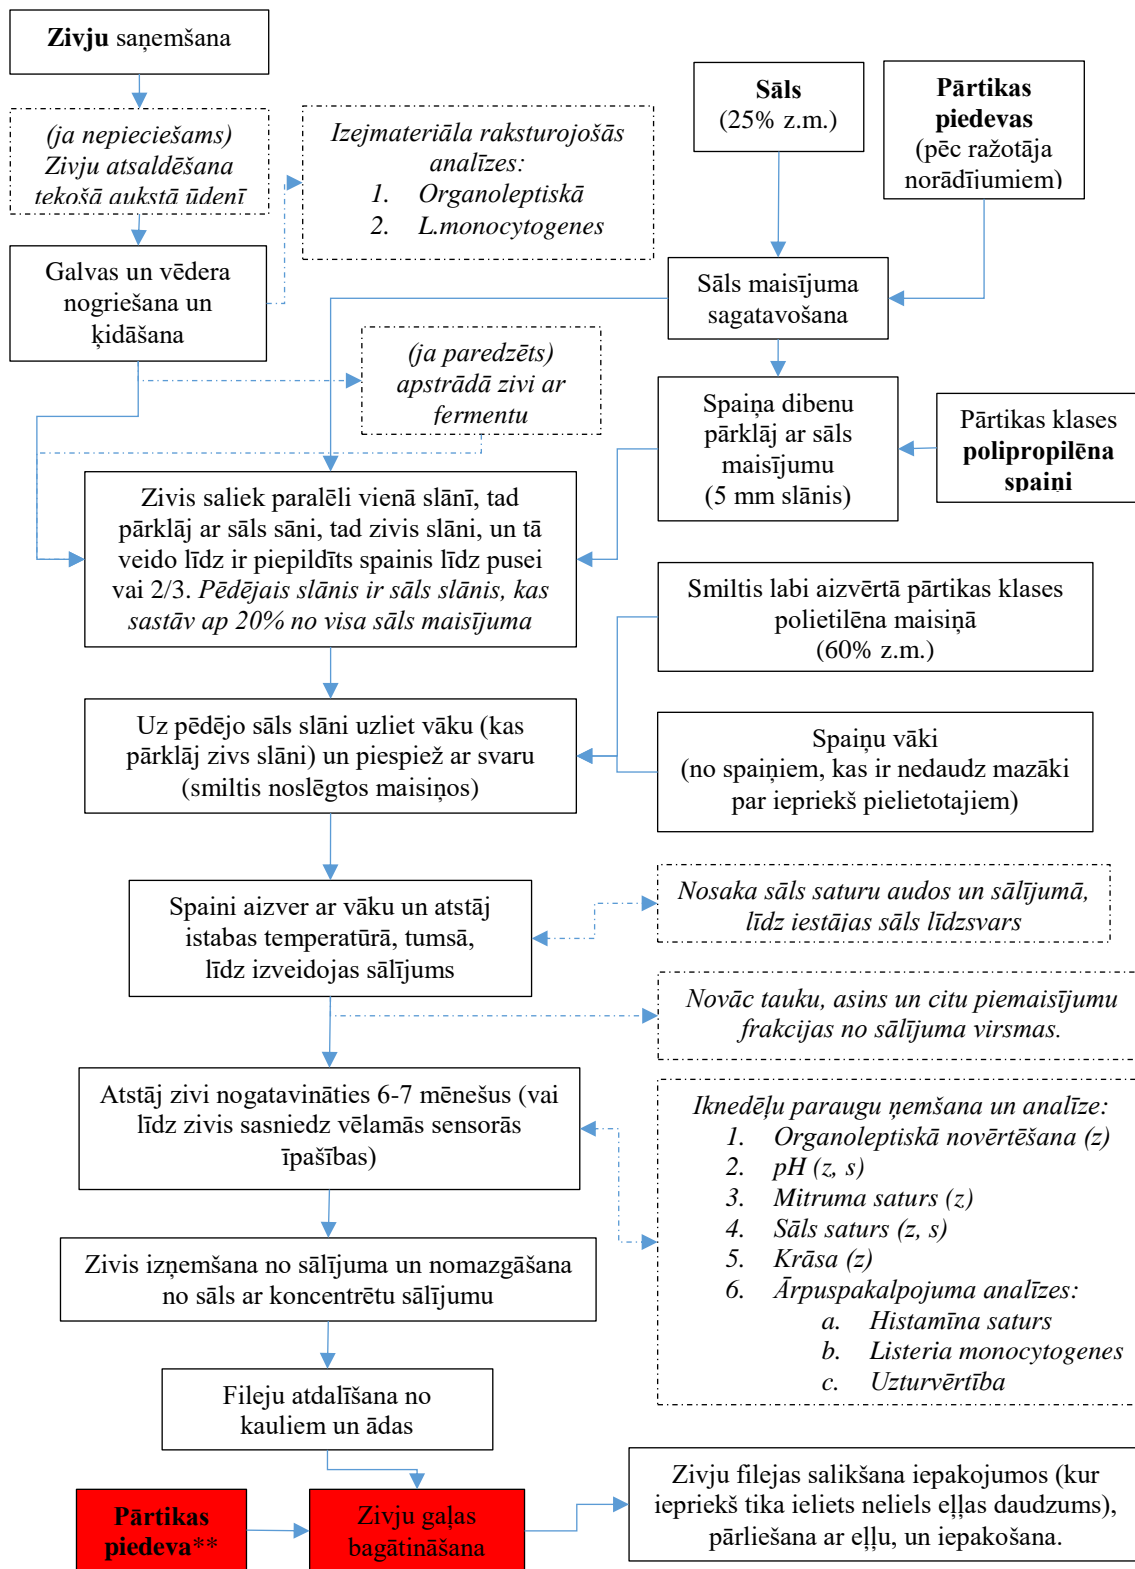 Zivju saņemšana
(ja nepieciešams)
Zivju atsaldēšana
tekošā aukstā ūdenī
Izejmateriāla raksturojošās
analīzes:
1. Organoleptiskā
2. L.monocytogenes
Sāls
(25% z.m.)
Pārtikas
piedevas
(pēc ražotāja
norādījumiem)
Galvas un vēdera
nogriešana un
ķidāšana
Sāls maisījuma
sagatavošana
(ja paredzēts)
apstrādā zivi ar
fermentu
Spaiņa dibenu
pārklāj ar sāls
maisījumu
(5 mm slānis)
Pārtikas klases
polipropilēna
spaiņi
Zivis saliek paralēli vienā slānī, tad
pārklāj ar sāls sāni, tad zivis slāni, un tā
veido līdz ir piepildīts spainis līdz pusei
vai 2/3. Pēdējais slānis ir sāls slānis, kas
sastāv ap 20% no visa sāls maisījuma
Smiltis labi aizvērtā pārtikas klases
polietilēna maisiņā
(60% z.m.)
Uz pēdējo sāls slāni uzliet vāku (kas
pārklāj zivs slāni) un piespiež ar svaru
(smiltis noslēgtos maisiņos)
Spaiņu vāki
(no spaiņiem, kas ir nedaudz mazāki
par iepriekš pielietotajiem)
Spaini aizver ar vāku un atstāj
istabas temperatūrā, tumsā,
līdz izveidojas sālījums
Nosaka sāls saturu audos un sālījumā,
līdz iestājas sāls līdzsvars
Novāc tauku, asins un citu piemaisījumu
frakcijas no sālījuma virsmas.
Atstāj zivi nogatavināties 6-7 mēnešus (vai
līdz zivis sasniedz vēlamās sensorās
īpašības)
Iknedēļu paraugu ņemšana un analīze:
1. Organoleptiskā novērtēšana (z)
2. pH (z, s)
3. Mitruma saturs (z)
4. Sāls saturs (z, s)
5. Krāsa (z)
6. Ārpuspakalpojuma analīzes:
a. Histamīna saturs
b. Listeria monocytogenes
c. Uzturvērtība
Zivis izņemšana no sālījuma un nomazgāšana
no sāls ar koncentrētu sālījumu
Fileju atdalīšana no
kauliem un ādas
Pārtikas
piedeva**
Zivju gaļas
bagātināšana
Zivju filejas salikšana iepakojumos (kur
iepriekš tika ieliets neliels eļļas daudzums),
pārliešana ar eļļu, un iepakošana.